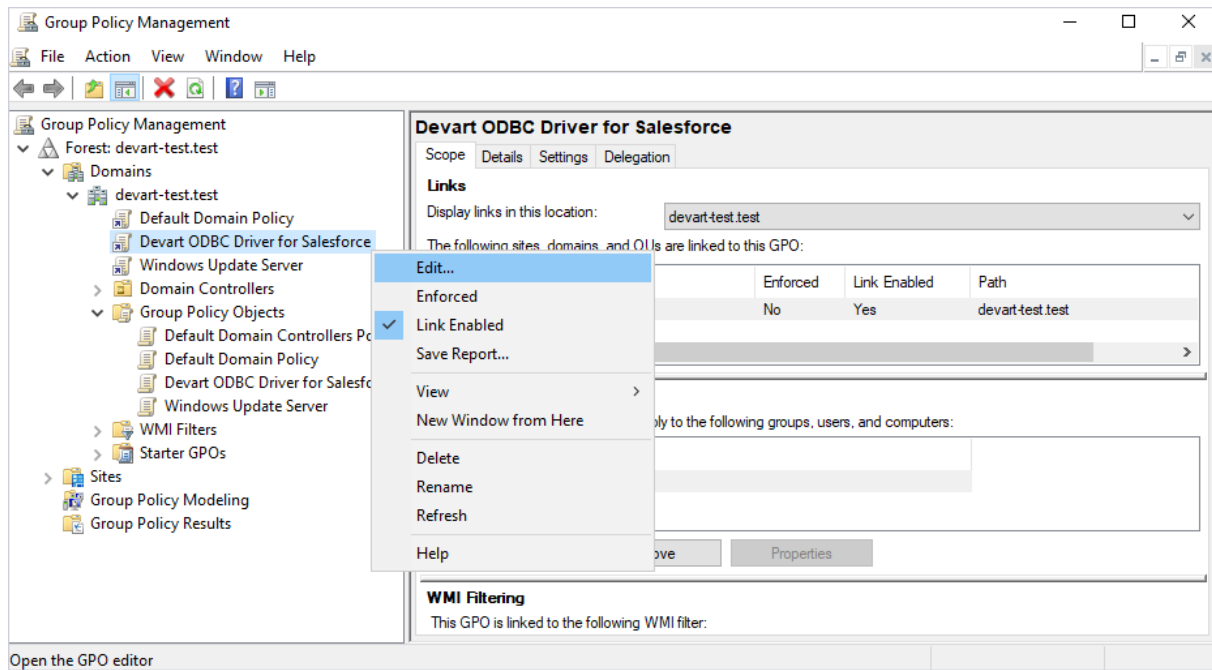 Group Policy Management
File Action View Window Help
Group Policy Management
Forest: devart-test.test
Domains
devart-test.test
Default Domain Policy
Devart ODBC Driver for Salesforce
Windows Update Server
Domain Controllers
Group Policy Objects
Default Domain Controllers Po
Default Domain Policy
Devart ODBC Driver for Salesfo
Windows Update Server
WMI Filters
Starter GPOs
Sites
Group Policy Modeling
Group Policy Results
Edit...
Enforced
Link Enabled
Save Report...
View
New Window from Here
Delete
Rename
Refresh
Help
Devart ODBC Driver for Salesforce
Scope Details Settings Delegation
Links
Display links in this location: devart-test.test
The following sites, domains, and OUs are linked to this GPO:
Enforced Link Enabled Path
No Yes devart-test.test
ply to the following groups, users, and computers:
ove Properties
WMI Filtering
This GPO is linked to the following WMI filter:
Open the GPO editor